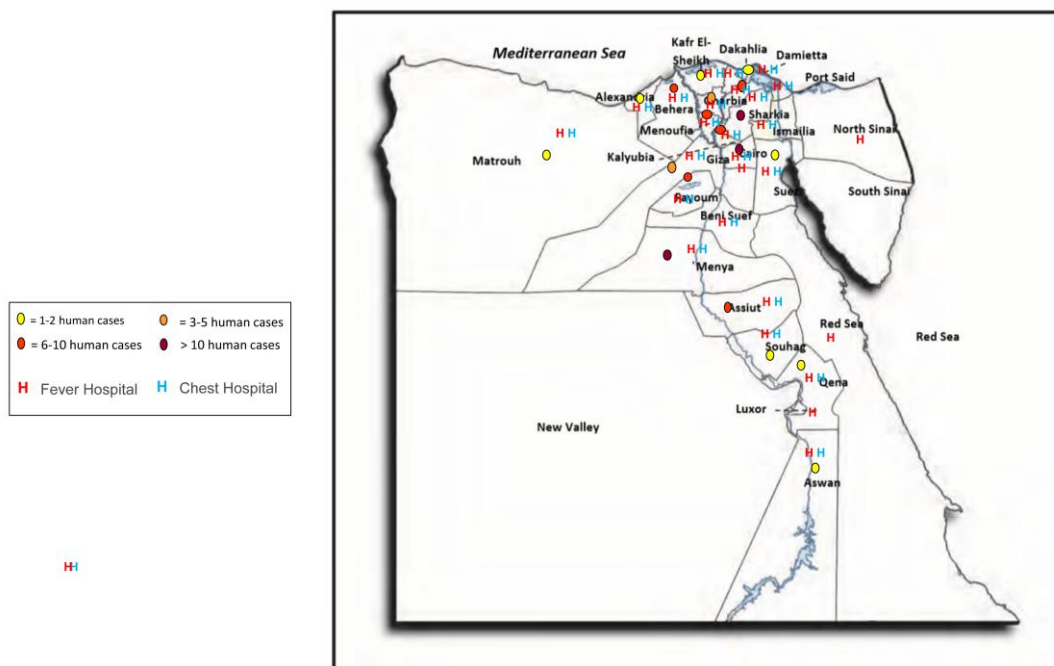 Mediterranean Sea
Kafr El-
Sheikh
Dakahlia
Damietta
H H H H H H
Port Said
H H H H
Alexandria
H H
H H
H H
Gharbia
H H
Behera
Sharkia
H H
H H
Ismailia
Menoufia
H H
North Sinai
H
H H
Matrouh
Kalyubia
H H
Giza
H H
Cairo
H
H H
Suez
South Sinai
H H
Fayoum
Beni Suef
H H
H H
Menya
H H
Assiut
H H
Souhag
Red Sea
H
Red Sea
H H
Qena
Luxor
H
New Valley
H H
Aswan
= 1-2 human cases
= 3-5 human cases
= 6-10 human cases
> 10 human cases
H Fever Hospital
H Chest Hospital
HH